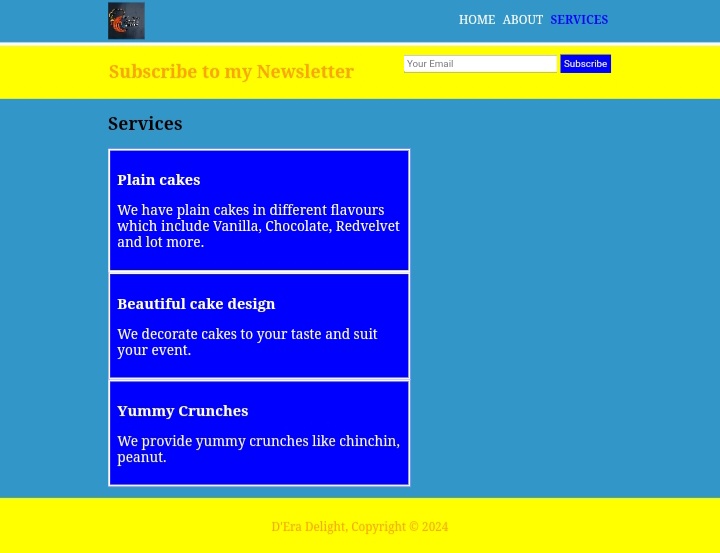 HOME ABOUT SERVICES
Subscribe to my Newsletter
Your Email
Subscribe
Services
Plain cakes
We have plain cakes in different flavours
which include Vanilla, Chocolate, Redvelvet
and lot more.
Beautiful cake design
We decorate cakes to your taste and suit
your event.
Yummy Crunches
We provide yummy crunches like chinchin,
peanut.
D'Era Delight, Copyright © 2024